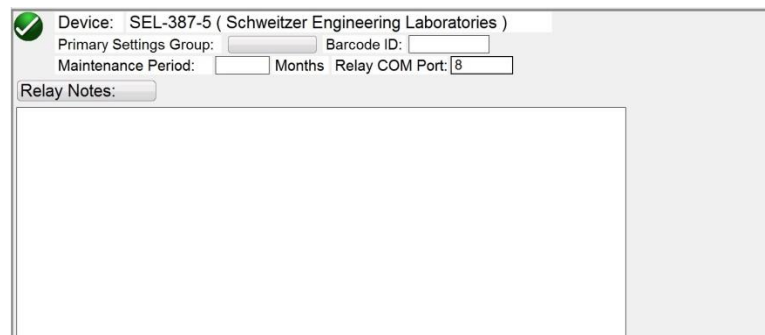 Device: SEL-387-5 ( Schweitzer Engineering Laboratories )
Primary Settings Group: Barcode ID:
Maintenance Period: Months Relay COM Port: 8
Relay Notes: